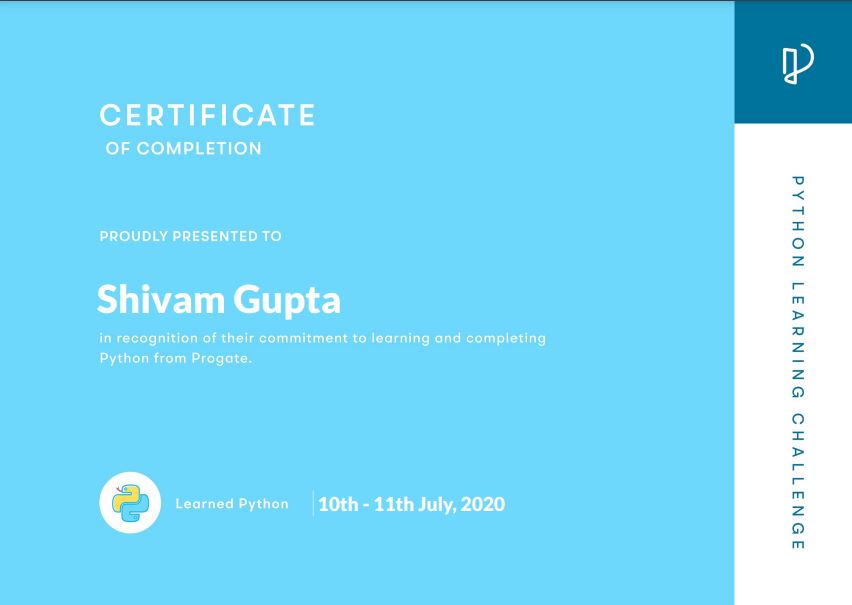 CERTIFICATE
OF COMPLETION
PROUDLY PRESENTED TO
Shivam Gupta
in recognition of their commitment to learning and completing
Python from Progate.
Learned Python
10th - 11th July, 2020
PYTHON LEARNING CHALLENGE